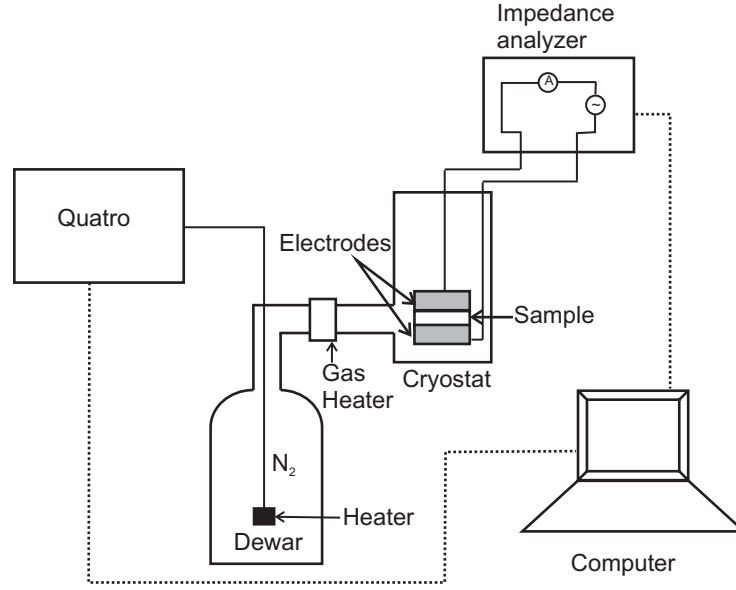 Impedance
analyzer
A
~
Quatro
Electrodes
Sample
Gas
Heater
Cryostat
N₂
Heater
Dewar
Computer